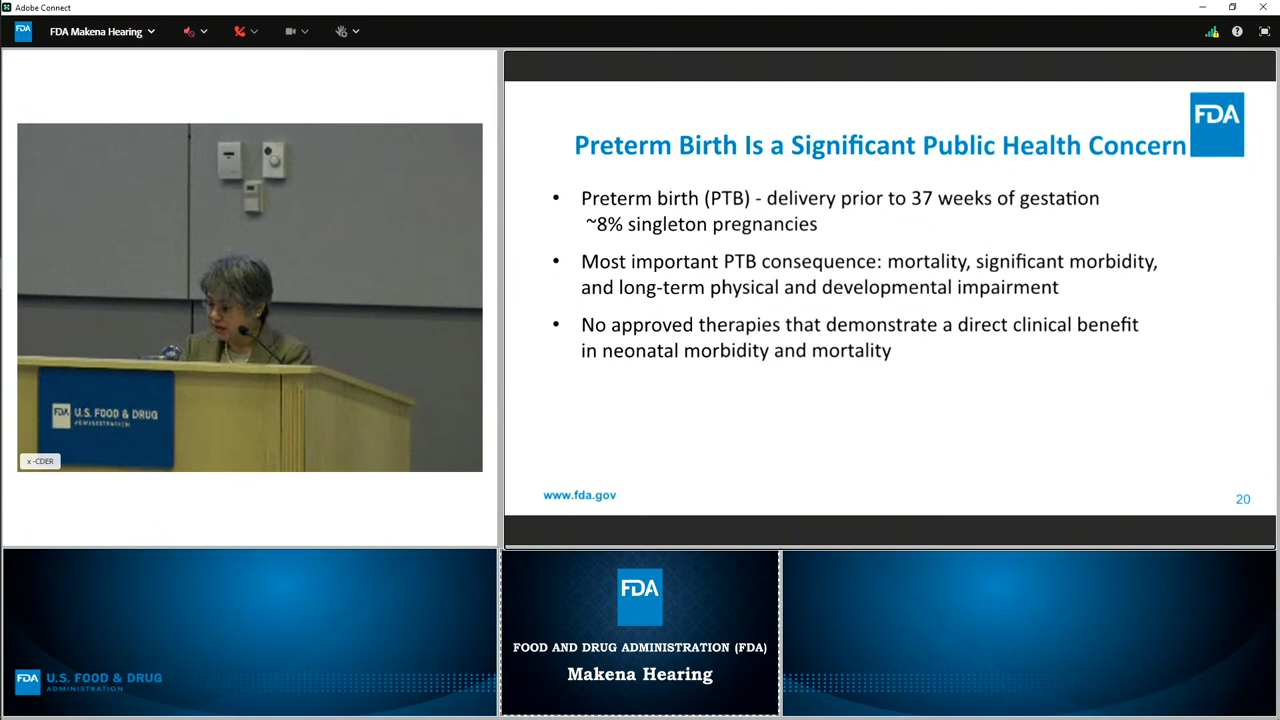 Adobe Connect
FDA
FDA Makena Hearing
FDA
Preterm Birth Is a Significant Public Health Concern
• Preterm birth (PTB) - delivery prior to 37 weeks of gestation
~8% singleton pregnancies
• Most important PTB consequence: mortality, significant morbidity,
and long-term physical and developmental impairment
• No approved therapies that demonstrate a direct clinical benefit
in neonatal morbidity and mortality
www.fda.gov
20
FDA
U.S. FOOD & DRUG
ADMINISTRATION
x -CDER
FDA
FOOD AND DRUG ADMINISTRATION (FDA)
Makena Hearing
FDA
U.S. FOOD & DRUG
ADMINISTRATION